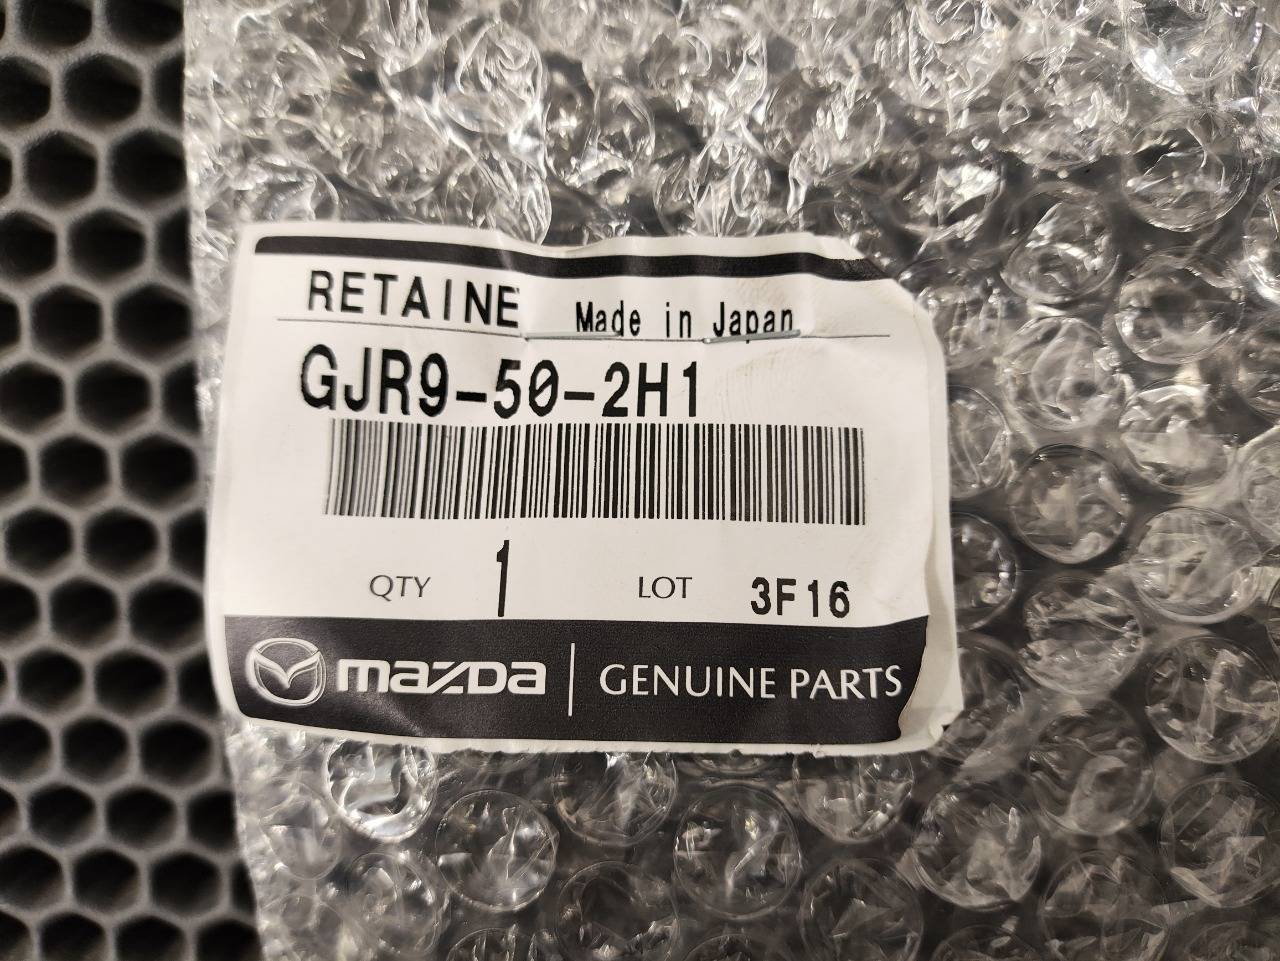 RETAINE
Made in Japan
GJR9-50-2H1
QTY 1 LOT 3F16
mazda GENUINE PARTS